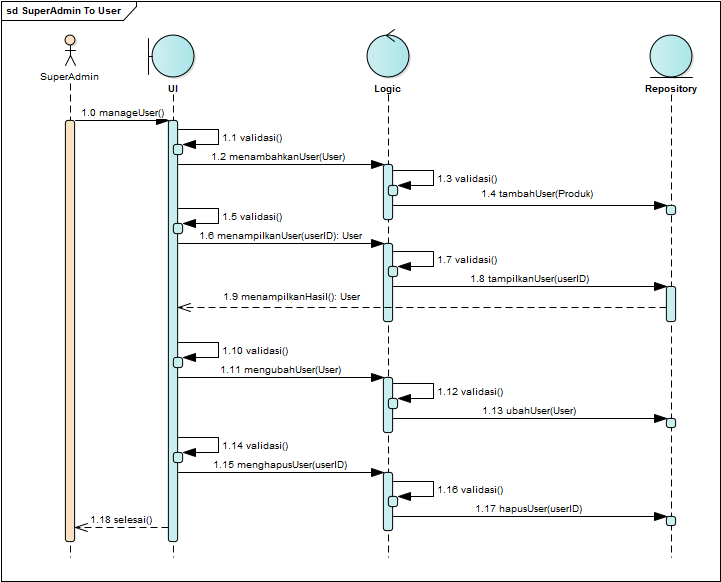 sd SuperAdmin To User
SuperAdmin
UI
Logic
Repository
1.0 manageUser()
1.1 validasi()
1.2 menambahkanUser(User)
1.3 validasi()
1.4 tambahUser(Produk)
1.5 validasi()
1.6 menampilkanUser(userID): User
1.7 validasi()
1.8 tampilkanUser(userID)
1.9 menampilkanHasil(): User
1.10 validasi()
1.11 mengubahUser(User)
1.12 validasi()
1.13 ubahUser(User)
1.14 validasi()
1.15 menghapusUser(userID)
1.16 validasi()
1.17 hapusUser(userID)
1.18 selesai()